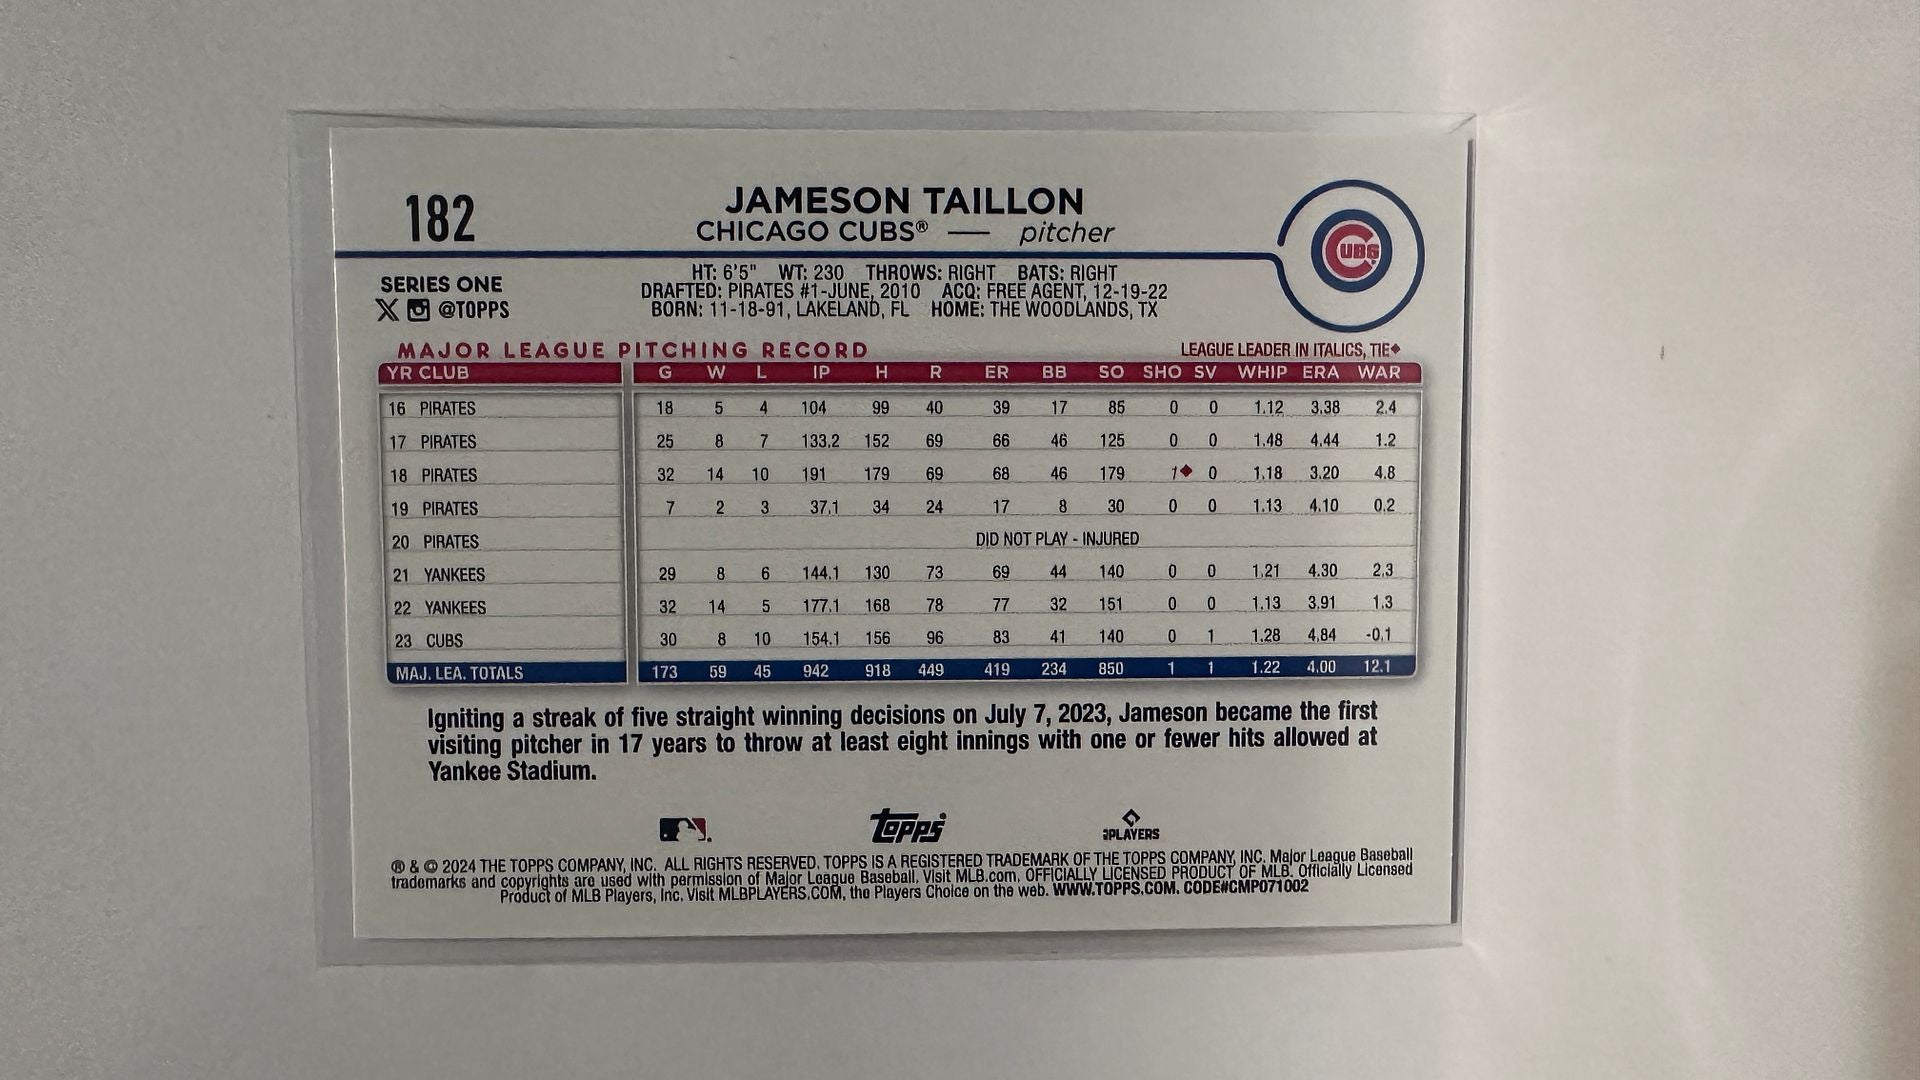 182
JAMESON TAILLON
CHICAGO CUBS® — pitcher
CUBS
SERIES ONE
@TOPPS
HT: 6'5" WT: 230 THROWS: RIGHT BATS: RIGHT
DRAFTED: PIRATES #1-JUNE, 2010 ACQ: FREE AGENT, 12-19-22
BORN: 11-18-91, LAKELAND, FL HOME: THE WOODLANDS, TX
MAJOR LEAGUE PITCHING RECORD LEAGUE LEADER IN ITALICS, TIE♦
YR CLUB G W L IP H R ER BB SO SHO SV WHIP ERA WAR
16 PIRATES 18 5 4 104 99 40 39 17 85 0 0 1.12 3.38 2.4
17 PIRATES 25 8 7 133.2 152 69 66 46 125 0 0 1.48 4.44 1.2
18 PIRATES 32 14 10 191 179 69 68 46 179 1♦ 0 1.18 3.20 4.8
19 PIRATES 7 2 3 37.1 34 24 17 8 30 0 0 1.13 4.10 0.2
20 PIRATES DID NOT PLAY - INJURED
21 YANKEES 29 8 6 144.1 130 73 69 44 140 0 0 1.21 4.30 2.3
22 YANKEES 32 14 5 177.1 168 78 77 32 151 0 0 1.13 3.91 1.3
23 CUBS 30 8 10 154.1 156 96 83 41 140 0 1 1.28 4.84 -0.1
MAJ. LEA. TOTALS 173 59 45 942 918 449 419 234 850 1 1 1.22 4.00 12.1
Igniting a streak of five straight winning decisions on July 7, 2023, Jameson became the first
visiting pitcher in 17 years to throw at least eight innings with one or fewer hits allowed at
Yankee Stadium.
Topps
PLAYERS
® & © 2024 THE TOPPS COMPANY, INC. ALL RIGHTS RESERVED. TOPPS IS A REGISTERED TRADEMARK OF THE TOPPS COMPANY, INC. Major League Baseball
trademarks and copyrights are used with permission of Major League Baseball. Visit MLB.com. OFFICIALLY LICENSED PRODUCT OF MLB. Officially Licensed
Product of MLB Players, Inc. Visit MLBPLAYERS.COM, the Players Choice on the web. WWW.TOPPS.COM. CODE#CMP071002